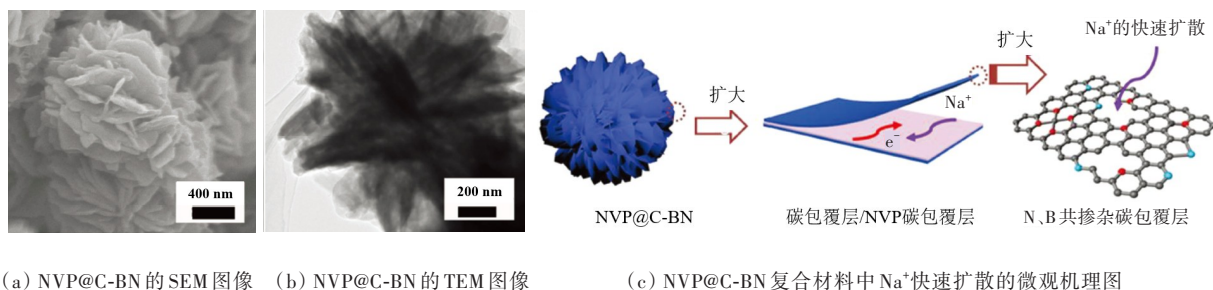 400 nm
200 nm
NVP@C-BN
扩大
Na⁺
e⁻
碳包覆层/NVP碳包覆层
扩大
Na⁺的快速扩散
N、B共掺杂碳包覆层
(a) NVP@C-BN的SEM图像
(b) NVP@C-BN的TEM图像
(c) NVP@C-BN复合材料中Na⁺快速扩散的微观机理图